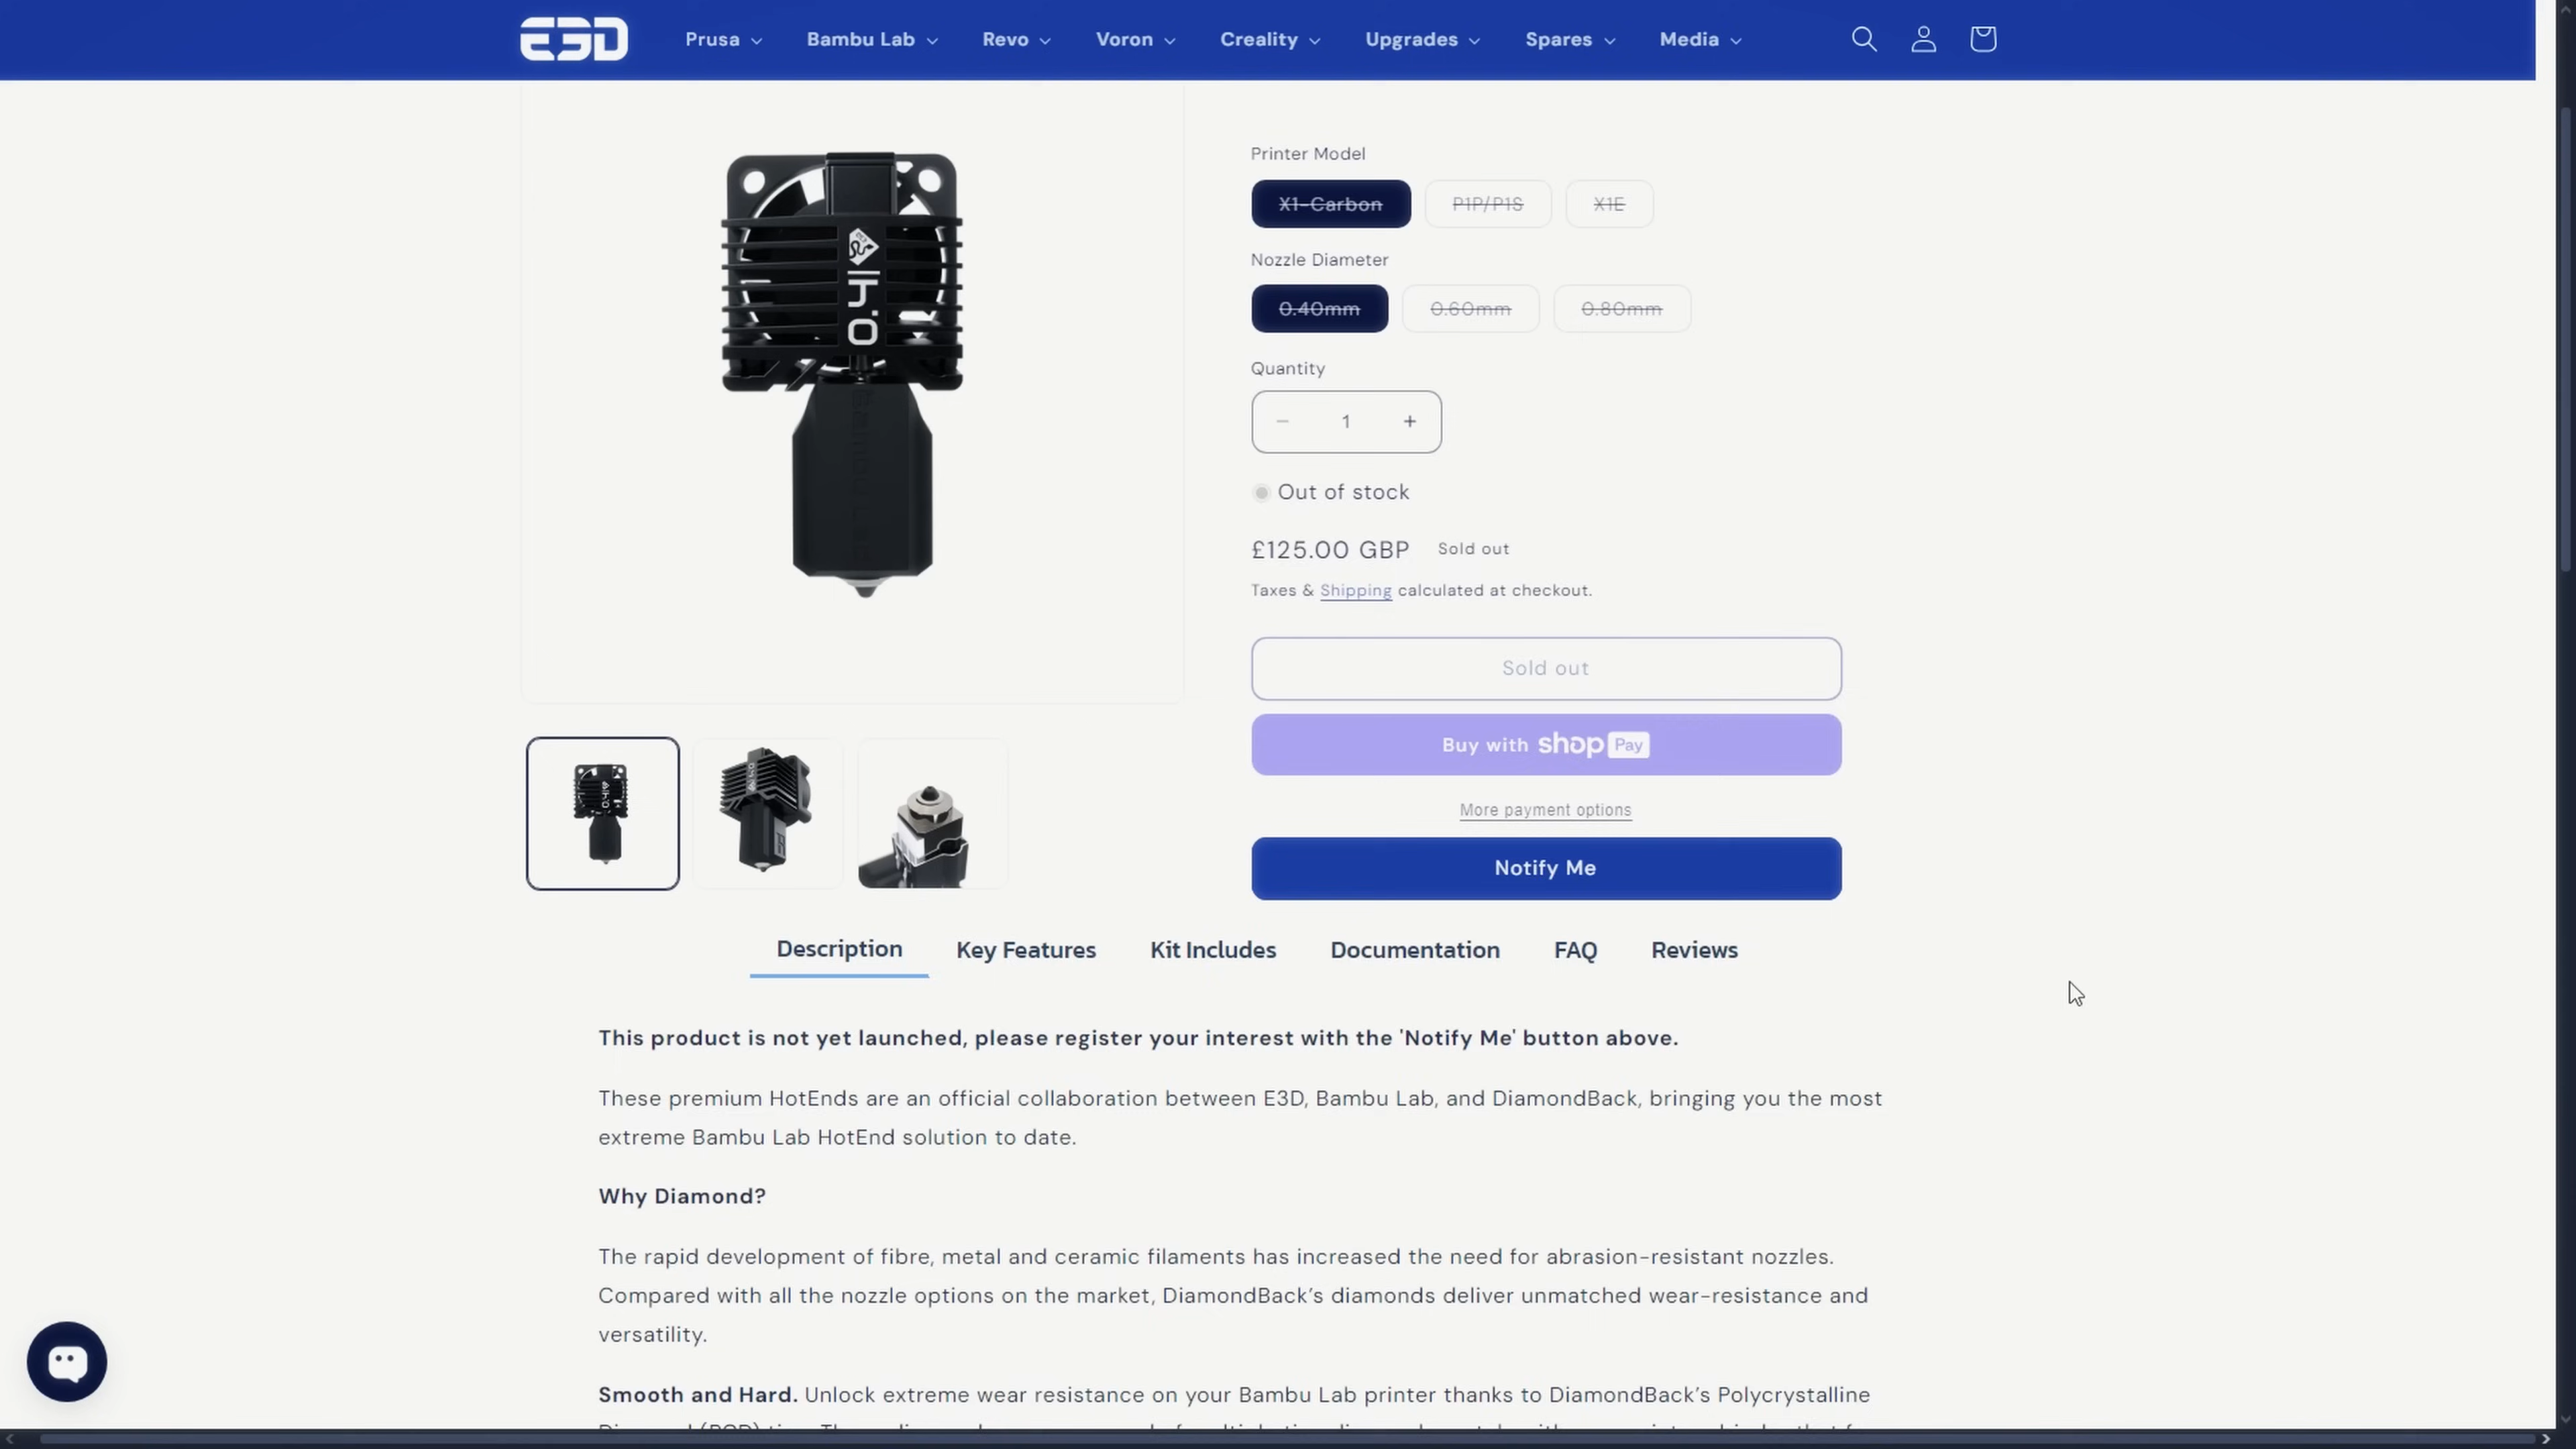 E3D
Prusa
Bambu Lab
Revo
Voron
Creality
Upgrades
Spares
Media
0.4
Printer Model
X1-Carbon
P1P/P1S
X1E
Nozzle Diameter
0.40mm
0.60mm
0.80mm
Quantity
− 1 +
Out of stock
£125.00 GBP Sold out
Taxes & Shipping calculated at checkout.
Sold out
Buy with shop Pay
More payment options
Notify Me
Description
Key Features
Kit Includes
Documentation
FAQ
Reviews
This product is not yet launched, please register your interest with the 'Notify Me' button above.
These premium HotEnds are an official collaboration between E3D, Bambu Lab, and DiamondBack, bringing you the most
extreme Bambu Lab HotEnd solution to date.
Why Diamond?
The rapid development of fibre, metal and ceramic filaments has increased the need for abrasion-resistant nozzles.
Compared with all the nozzle options on the market, DiamondBack's diamonds deliver unmatched wear-resistance and
versatility.
Smooth and Hard. Unlock extreme wear resistance on your Bambu Lab printer thanks to DiamondBack's Polycrystalline